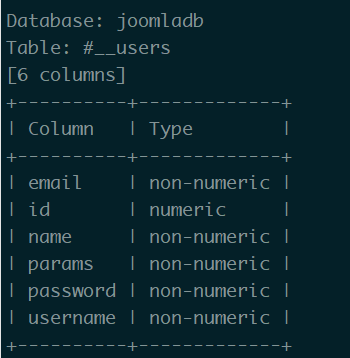 Database: joomladb
Table: #__users
[6 columns]
+----------+-------------+
| Column   | Type        |
+----------+-------------+
| email    | non-numeric |
| id       | numeric     |
| name     | non-numeric |
| params   | non-numeric |
| password | non-numeric |
| username | non-numeric |
+----------+-------------+